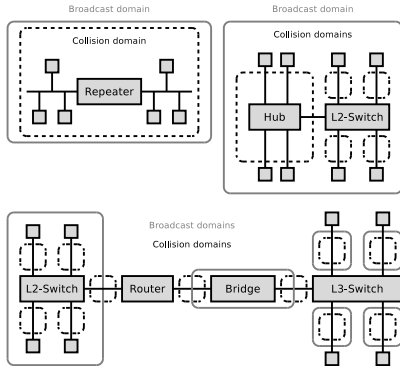 Broadcast domain
Collision domain
Repeater
Broadcast domain
Collision domains
Hub
L2-Switch
Broadcast domains
Collision domains
L2-Switch
Router
Bridge
L3-Switch